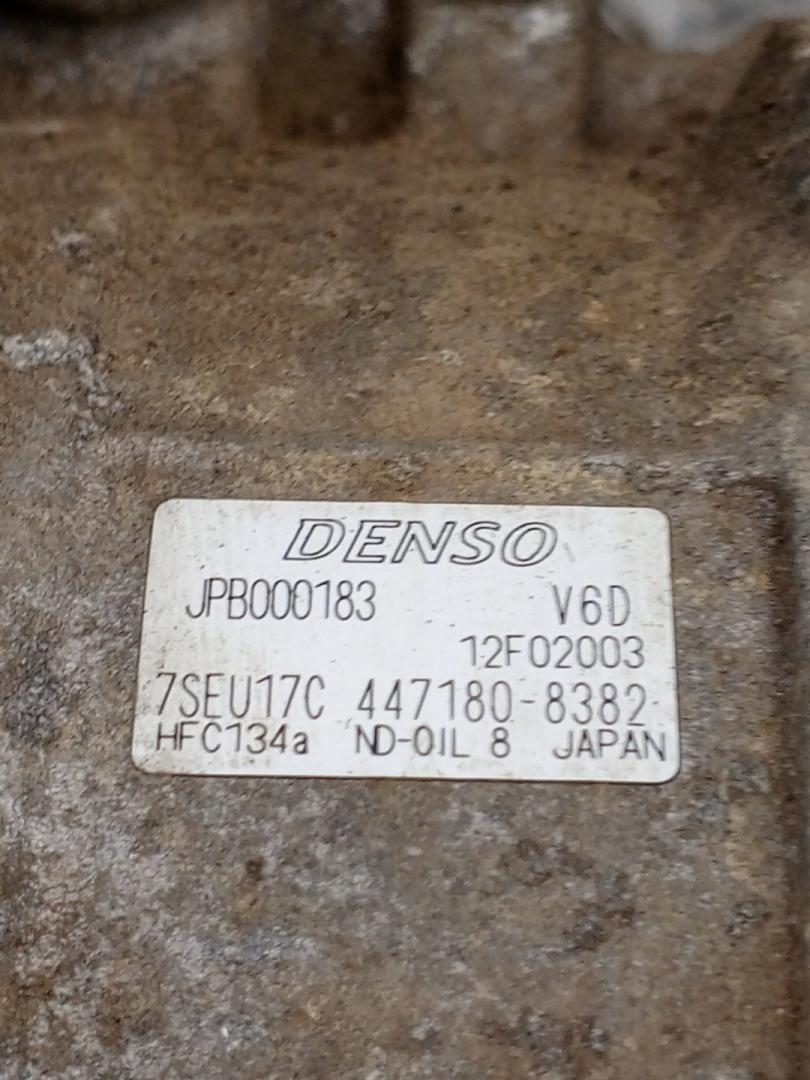 DENSO
JPB000183 V6D
12F02003
7SEU17C 447180-8382
HFC134a ND-OIL 8 JAPAN